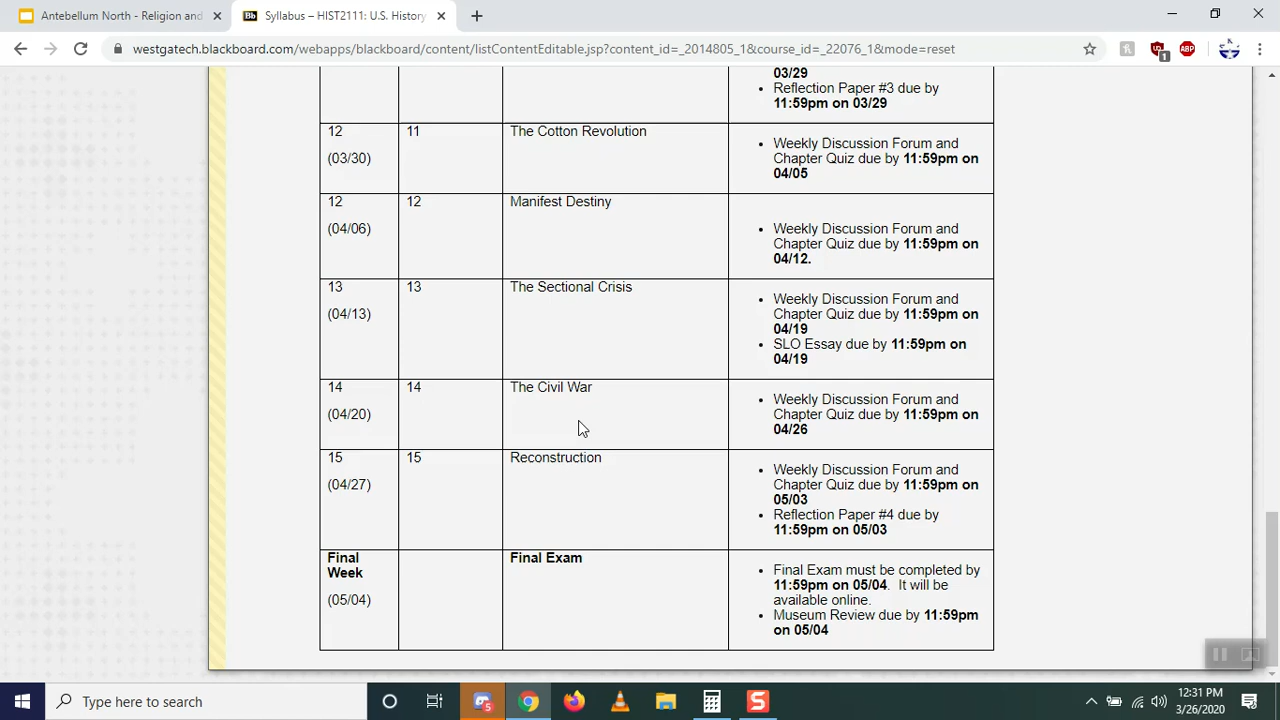 Antebellum North - Religion and
Syllabus – HIST2111: U.S. History
westgatech.blackboard.com/webapps/blackboard/content/listContentEditable.jsp?content_id=_2014805_1&course_id=_22076_1&mode=reset
03/29
Reflection Paper #3 due by
11:59pm on 03/29
12
(03/30)
11
The Cotton Revolution
Weekly Discussion Forum and
Chapter Quiz due by 11:59pm on
04/05
12
(04/06)
12
Manifest Destiny
Weekly Discussion Forum and
Chapter Quiz due by 11:59pm on
04/12.
13
(04/13)
13
The Sectional Crisis
Weekly Discussion Forum and
Chapter Quiz due by 11:59pm on
04/19
SLO Essay due by 11:59pm on
04/19
14
(04/20)
14
The Civil War
Weekly Discussion Forum and
Chapter Quiz due by 11:59pm on
04/26
15
(04/27)
15
Reconstruction
Weekly Discussion Forum and
Chapter Quiz due by 11:59pm on
05/03
Reflection Paper #4 due by
11:59pm on 05/03
Final
Week
(05/04)
Final Exam
Final Exam must be completed by
11:59pm on 05/04. It will be
available online.
Museum Review due by 11:59pm
on 05/04
Type here to search
12:31 PM
3/26/2020
Bb
ABP
1
S